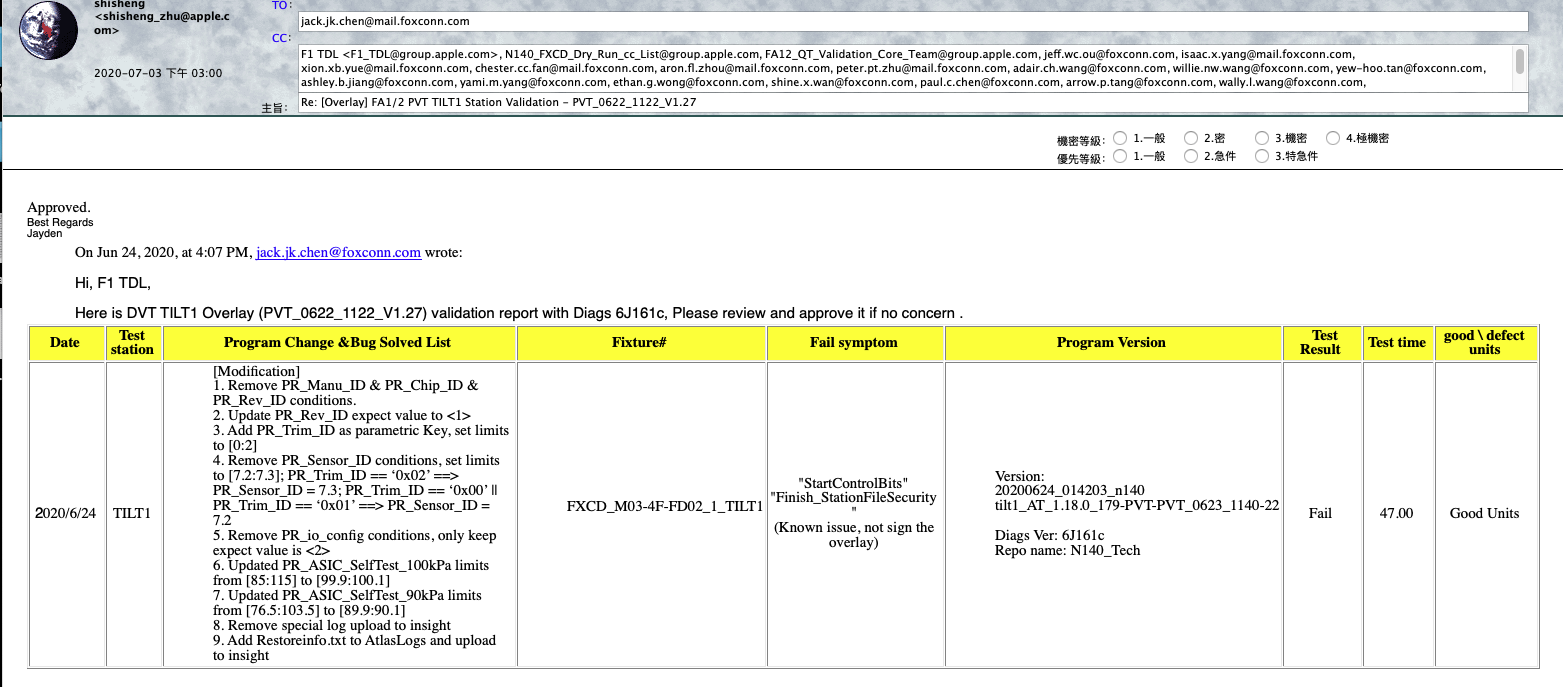 shisheng
<shisheng_zhu@apple.c
om>
2020-07-03 下午 03:00
TO:
jack.jk.chen@mail.foxconn.com
CC:
F1 TDL <F1_TDL@group.apple.com>, N140_FXCD_Dry_Run_cc_List@group.apple.com, FA12_QT_Validation_Core_Team@group.apple.com, jeff.wc.ou@foxconn.com, isaac.x.yang@mail.foxconn.com,
xion.xb.yue@mail.foxconn.com, chester.cc.fan@mail.foxconn.com, aron.fl.zhou@mail.foxconn.com, peter.pt.zhu@mail.foxconn.com, adair.ch.wang@foxconn.com, willie.nw.wang@foxconn.com, yew-hoo.tan@foxconn.com,
ashley.b.jiang@foxconn.com, yami.m.yang@foxconn.com, ethan.g.wong@foxconn.com, shine.x.wan@foxconn.com, paul.c.chen@foxconn.com, arrow.p.tang@foxconn.com, wally.l.wang@foxconn.com,
主旨:
Re: [Overlay] FA1/2 PVT TILT1 Station Validation - PVT_0622_1122_V1.27
機密等級: 1.一般 2.密 3.機密 4.極機密
優先等級: 1.一般 2.急件 3.特急件
Approved.
Best Regards
Jayden
On Jun 24, 2020, at 4:07 PM, jack.jk.chen@foxconn.com wrote:
Hi, F1 TDL,
Here is DVT TILT1 Overlay (PVT_0622_1122_V1.27) validation report with Diags 6J161c, Please review and approve it if no concern .
Date
Test
station
Program Change &Bug Solved List
Fixture#
Fail symptom
Program Version
Test
Result
Test time
good \ defect
units
2020/6/24
TILT1
[Modification]
1. Remove PR_Manu_ID & PR_Chip_ID &
PR_Rev_ID conditions.
2. Update PR_Rev_ID expect value to <1>
3. Add PR_Trim_ID as parametric Key, set limits
to [0:2]
4. Remove PR_Sensor_ID conditions, set limits
to [7.2:7.3]; PR_Trim_ID == ‘0x02’ ==>
PR_Sensor_ID = 7.3; PR_Trim_ID == ‘0x00’ ||
PR_Trim_ID == ‘0x01’ ==> PR_Sensor_ID =
7.2
5. Remove PR_io_config conditions, only keep
expect value is <2>
6. Updated PR_ASIC_SelfTest_100kPa limits
from [85:115] to [99.9:100.1]
7. Updated PR_ASIC_SelfTest_90kPa limits
from [76.5:103.5] to [89.9:90.1]
8. Remove special log upload to insight
9. Add Restoreinfo.txt to AtlasLogs and upload
to insight
FXCD_M03-4F-FD02_1_TILT1
"StartControlBits"
"Finish_StationFileSecurity
"
(Known issue, not sign the
overlay)
Version:
20200624_014203_n140
tilt1_AT_1.18.0_179-PVT-PVT_0623_1140-22
Diags Ver: 6J161c
Repo name: N140_Tech
Fail
47.00
Good Units